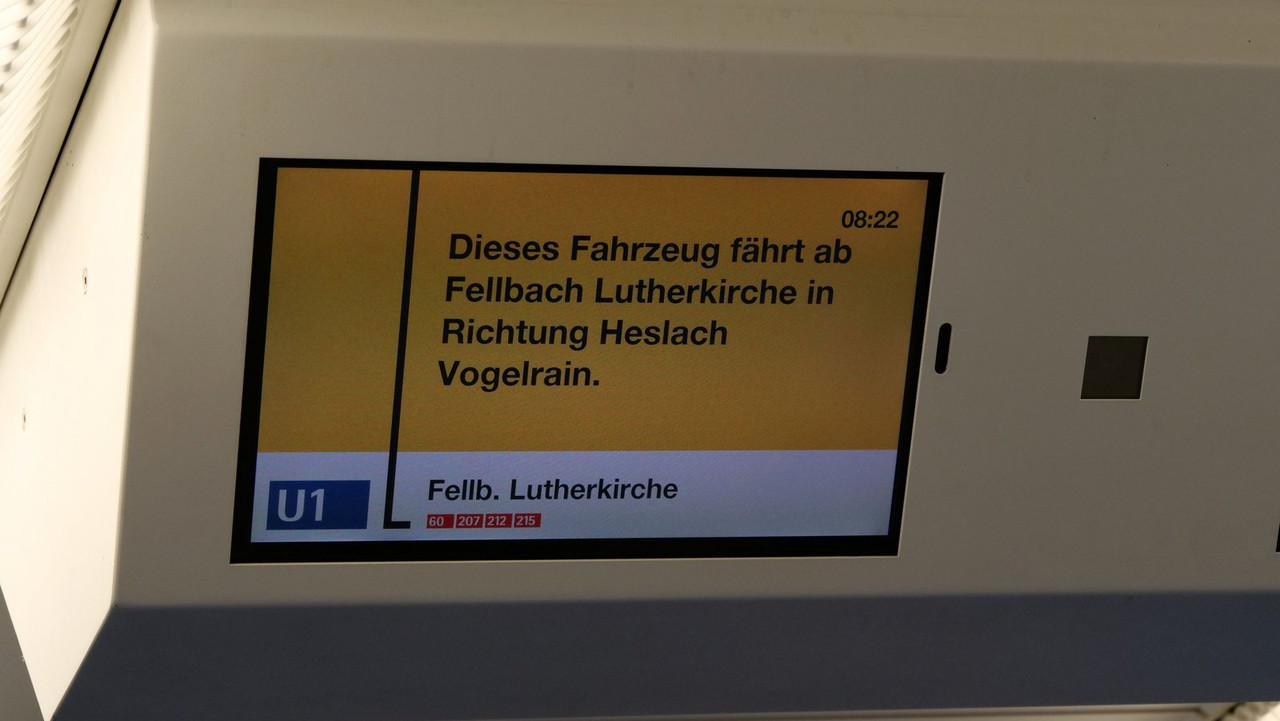 08:22
Dieses Fahrzeug fährt ab
Fellbach Lutherkirche in
Richtung Heslach
Vogelrain.
U1
Fellb. Lutherkirche
60 207 212 215